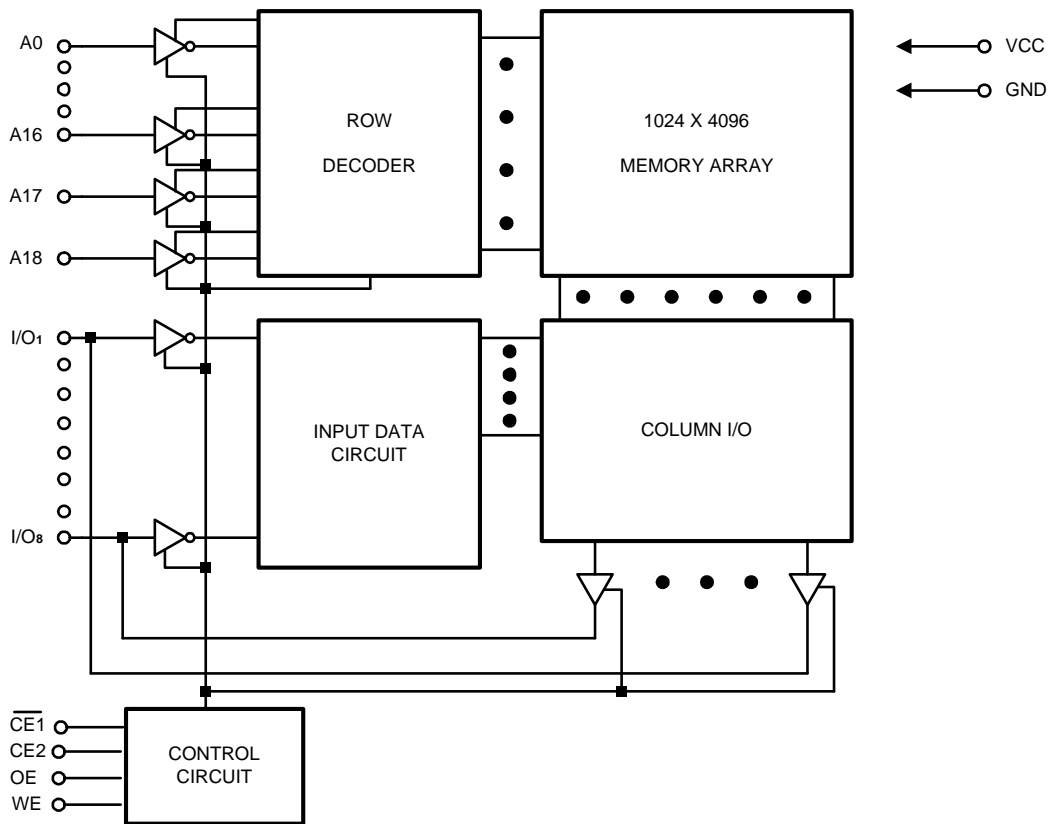 A0
VCC
GND
ROW
DECODER
1024 X 4096
MEMORY ARRAY
A16
A17
A18
I/O₁
INPUT DATA
CIRCUIT
COLUMN I/O
I/O₈
C̅E̅1̅
CE2
OE
WE
CONTROL
CIRCUIT